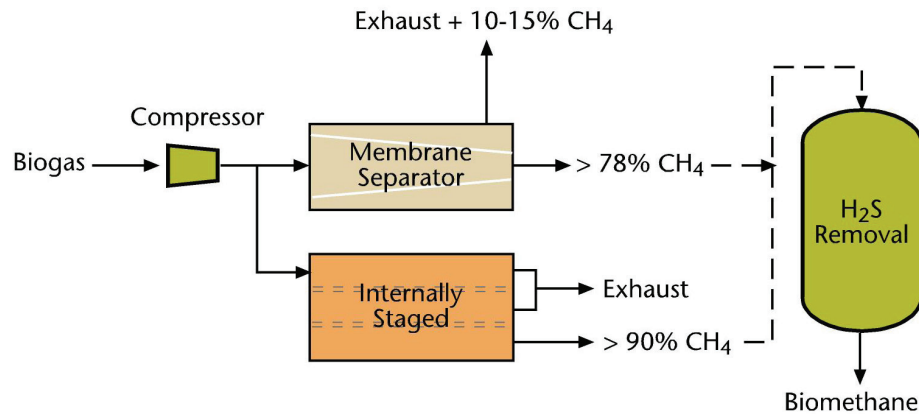 Exhaust + 10-15% CH₄
Compressor
Biogas
Membrane
Separator
> 78% CH₄
H₂S
Removal
Internally
Staged
Exhaust
> 90% CH₄
Biomethane